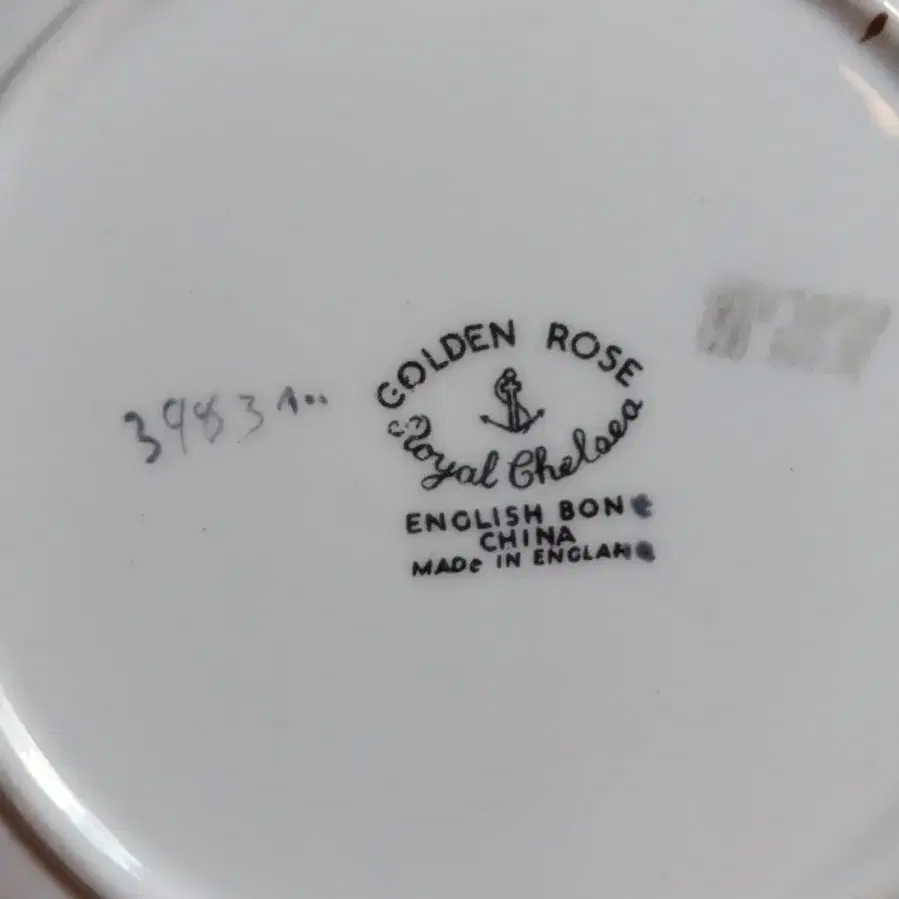 3983
GOLDEN ROSE
Royal Chelsea
ENGLISH BONE
CHINA
MADe IN ENGLAND